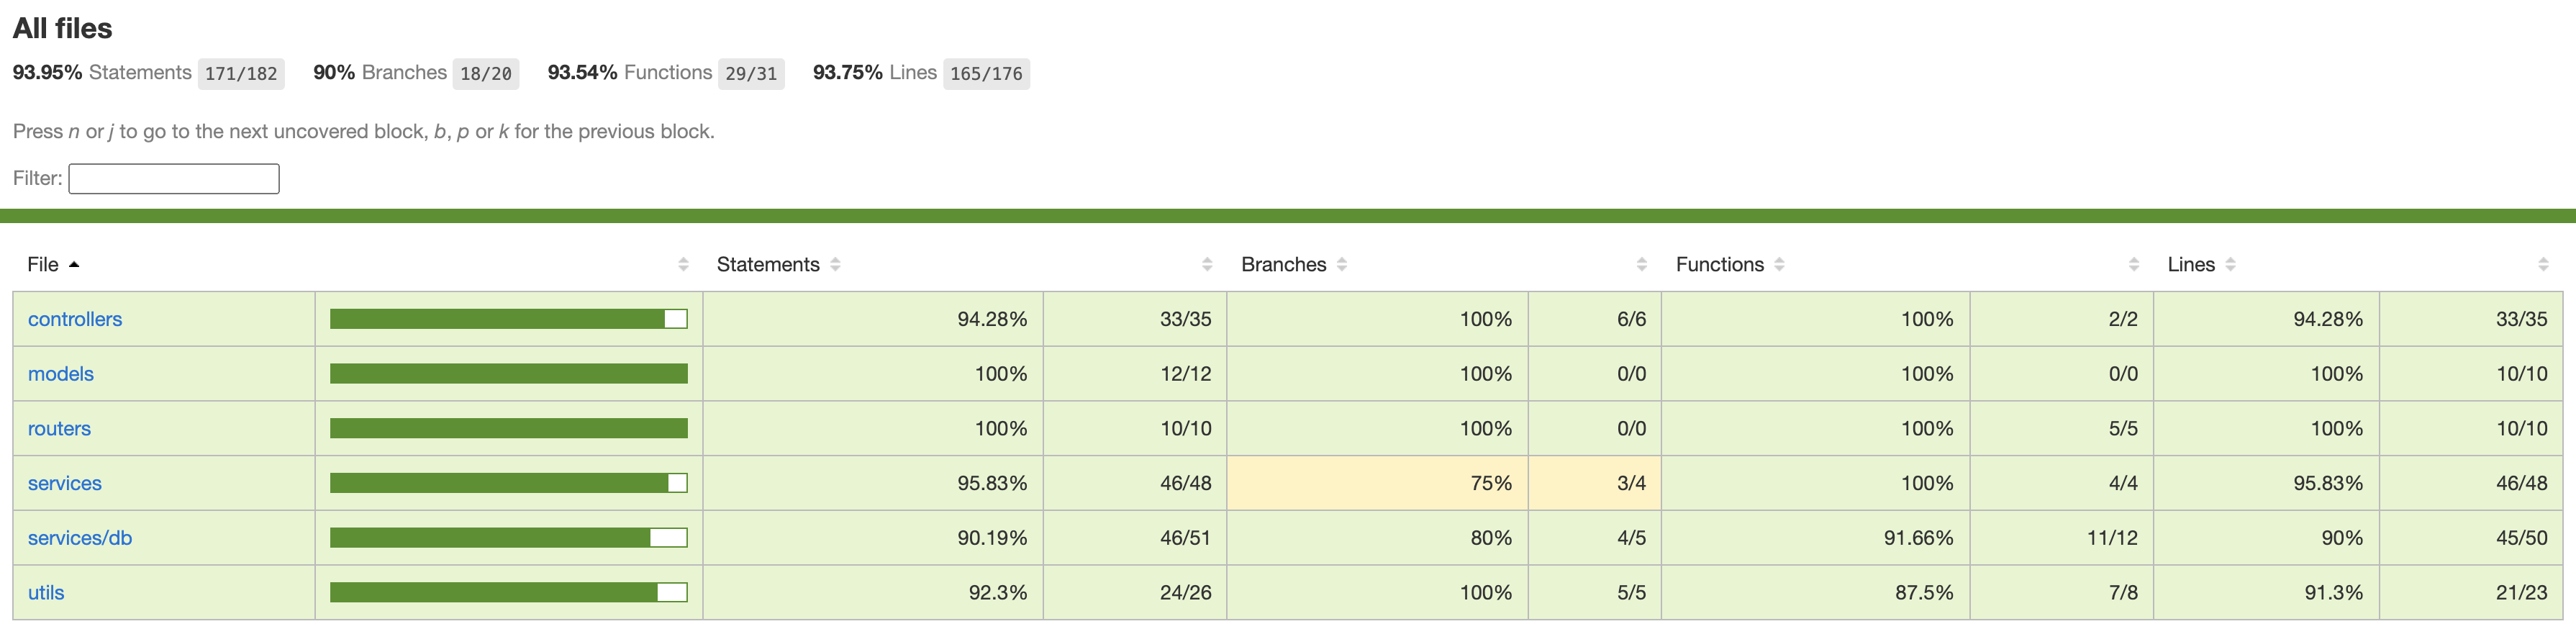 All files
93.95% Statements 171/182 90% Branches 18/20 93.54% Functions 29/31 93.75% Lines 165/176
Press n or j to go to the next uncovered block, b, p or k for the previous block.
Filter:
File Statements Branches Functions Lines
controllers 94.28% 33/35 100% 6/6 100% 2/2 94.28% 33/35
models 100% 12/12 100% 0/0 100% 0/0 100% 10/10
routers 100% 10/10 100% 0/0 100% 5/5 100% 10/10
services 95.83% 46/48 75% 3/4 100% 4/4 95.83% 46/48
services/db 90.19% 46/51 80% 4/5 91.66% 11/12 90% 45/50
utils 92.3% 24/26 100% 5/5 87.5% 7/8 91.3% 21/23